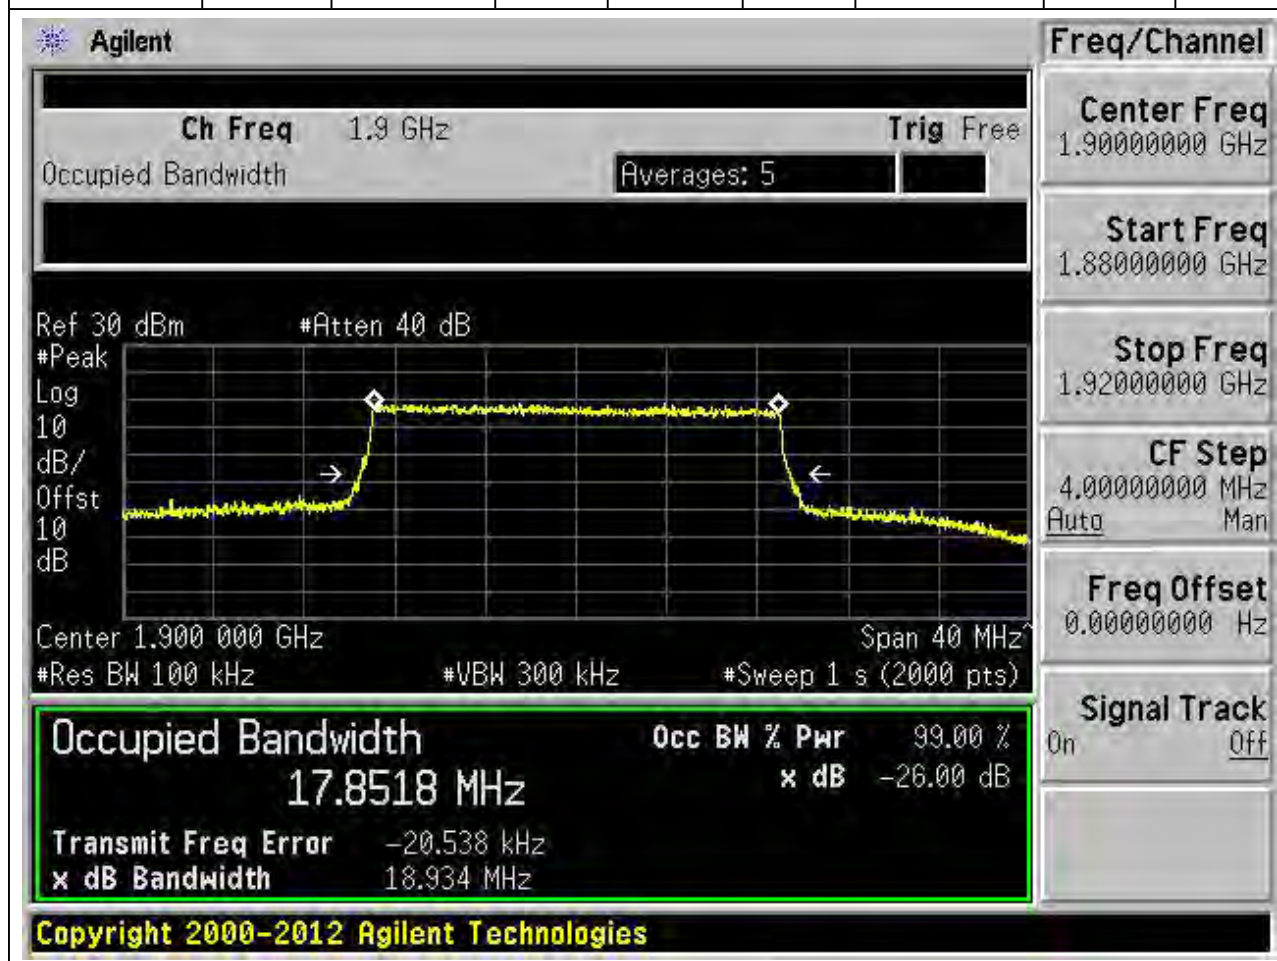 Agilent
Freq/Channel
Ch Freq 1.9 GHz Trig Free
Occupied Bandwidth Averages: 5
Center Freq
1.90000000 GHz
Start Freq
1.88000000 GHz
Stop Freq
1.92000000 GHz
CF Step
4.00000000 MHz
Auto Man
Freq Offset
0.00000000 Hz
Signal Track
On Off
Ref 30 dBm #Atten 40 dB
#Peak
Log
10
dB/
Offst
10
dB
Center 1.900 000 GHz Span 40 MHz^
#Res BW 100 kHz #VBW 300 kHz #Sweep 1 s (2000 pts)
Occupied Bandwidth
17.8518 MHz
Occ BW % Pwr 99.00 %
x dB -26.00 dB
Transmit Freq Error -20.538 kHz
x dB Bandwidth 18.934 MHz
Copyright 2000-2012 Agilent Technologies